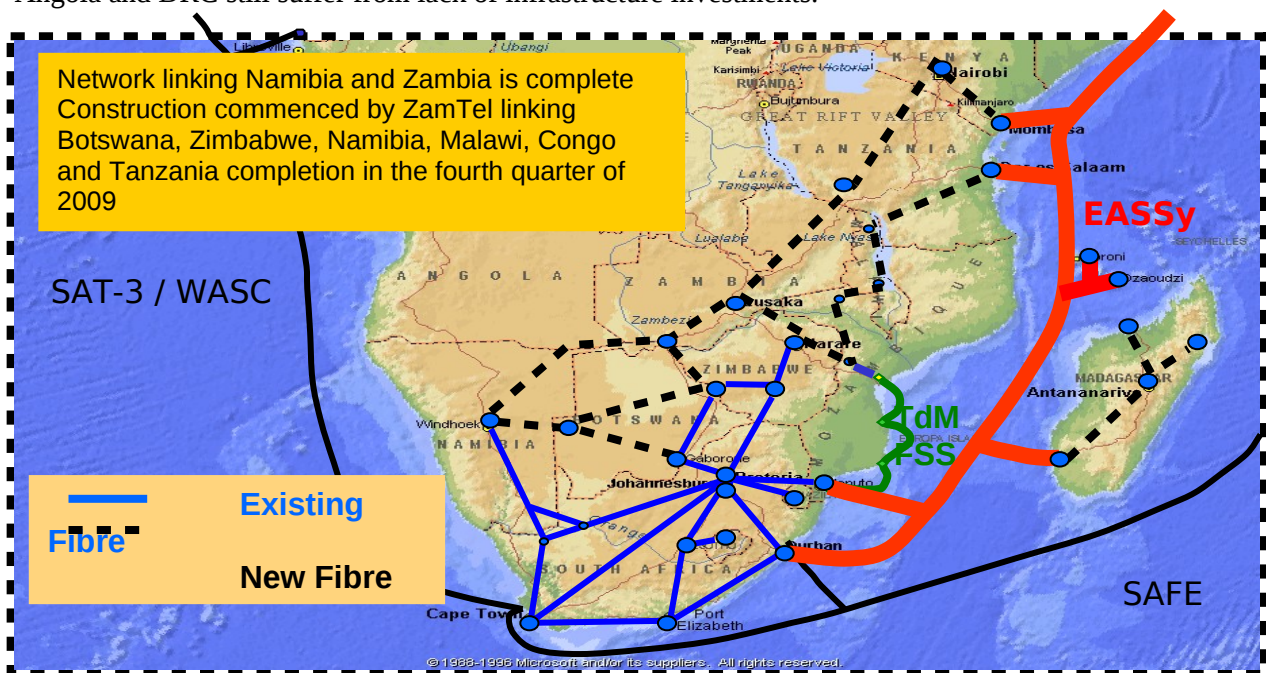 Angola and DRC still suffer from lack of infrastructure investments.
Network linking Namibia and Zambia is complete
Construction commenced by ZamTel linking
Botswana, Zimbabwe, Namibia, Malawi, Congo
and Tanzania completion in the fourth quarter of
2009
Libreville
Ubangi
Margherita
Peak
UGANDA
KENYA
Karisimbi
Lake Victoria
Nairobi
RWANDA
Bujumbura
Kilimanjaro
GREAT RIFT VALLEY
Mombasa
TANZANIA
Lake
Tanganyika
EASSy
SEYCHELLES
Lualaba
Lake Nyasa
ANGOLA
ZAMBIA
Dzaoudzi
SAT-3 / WASC
Lusaka
Zambezi
Harare
ZIMBABWE
MADAGASCAR
Antananarivo
BOTSWANA
TdM
FSS
Windhoek
NAMIBIA
Gaborone
Pretoria
Johannesburg
Maputo
Existing
Fibre
New Fibre
Orange
Durban
SOUTH AFRICA
SAFE
Cape Town
Port
Elizabeth
© 1988-1996 Microsoft and/or its suppliers. All rights reserved.